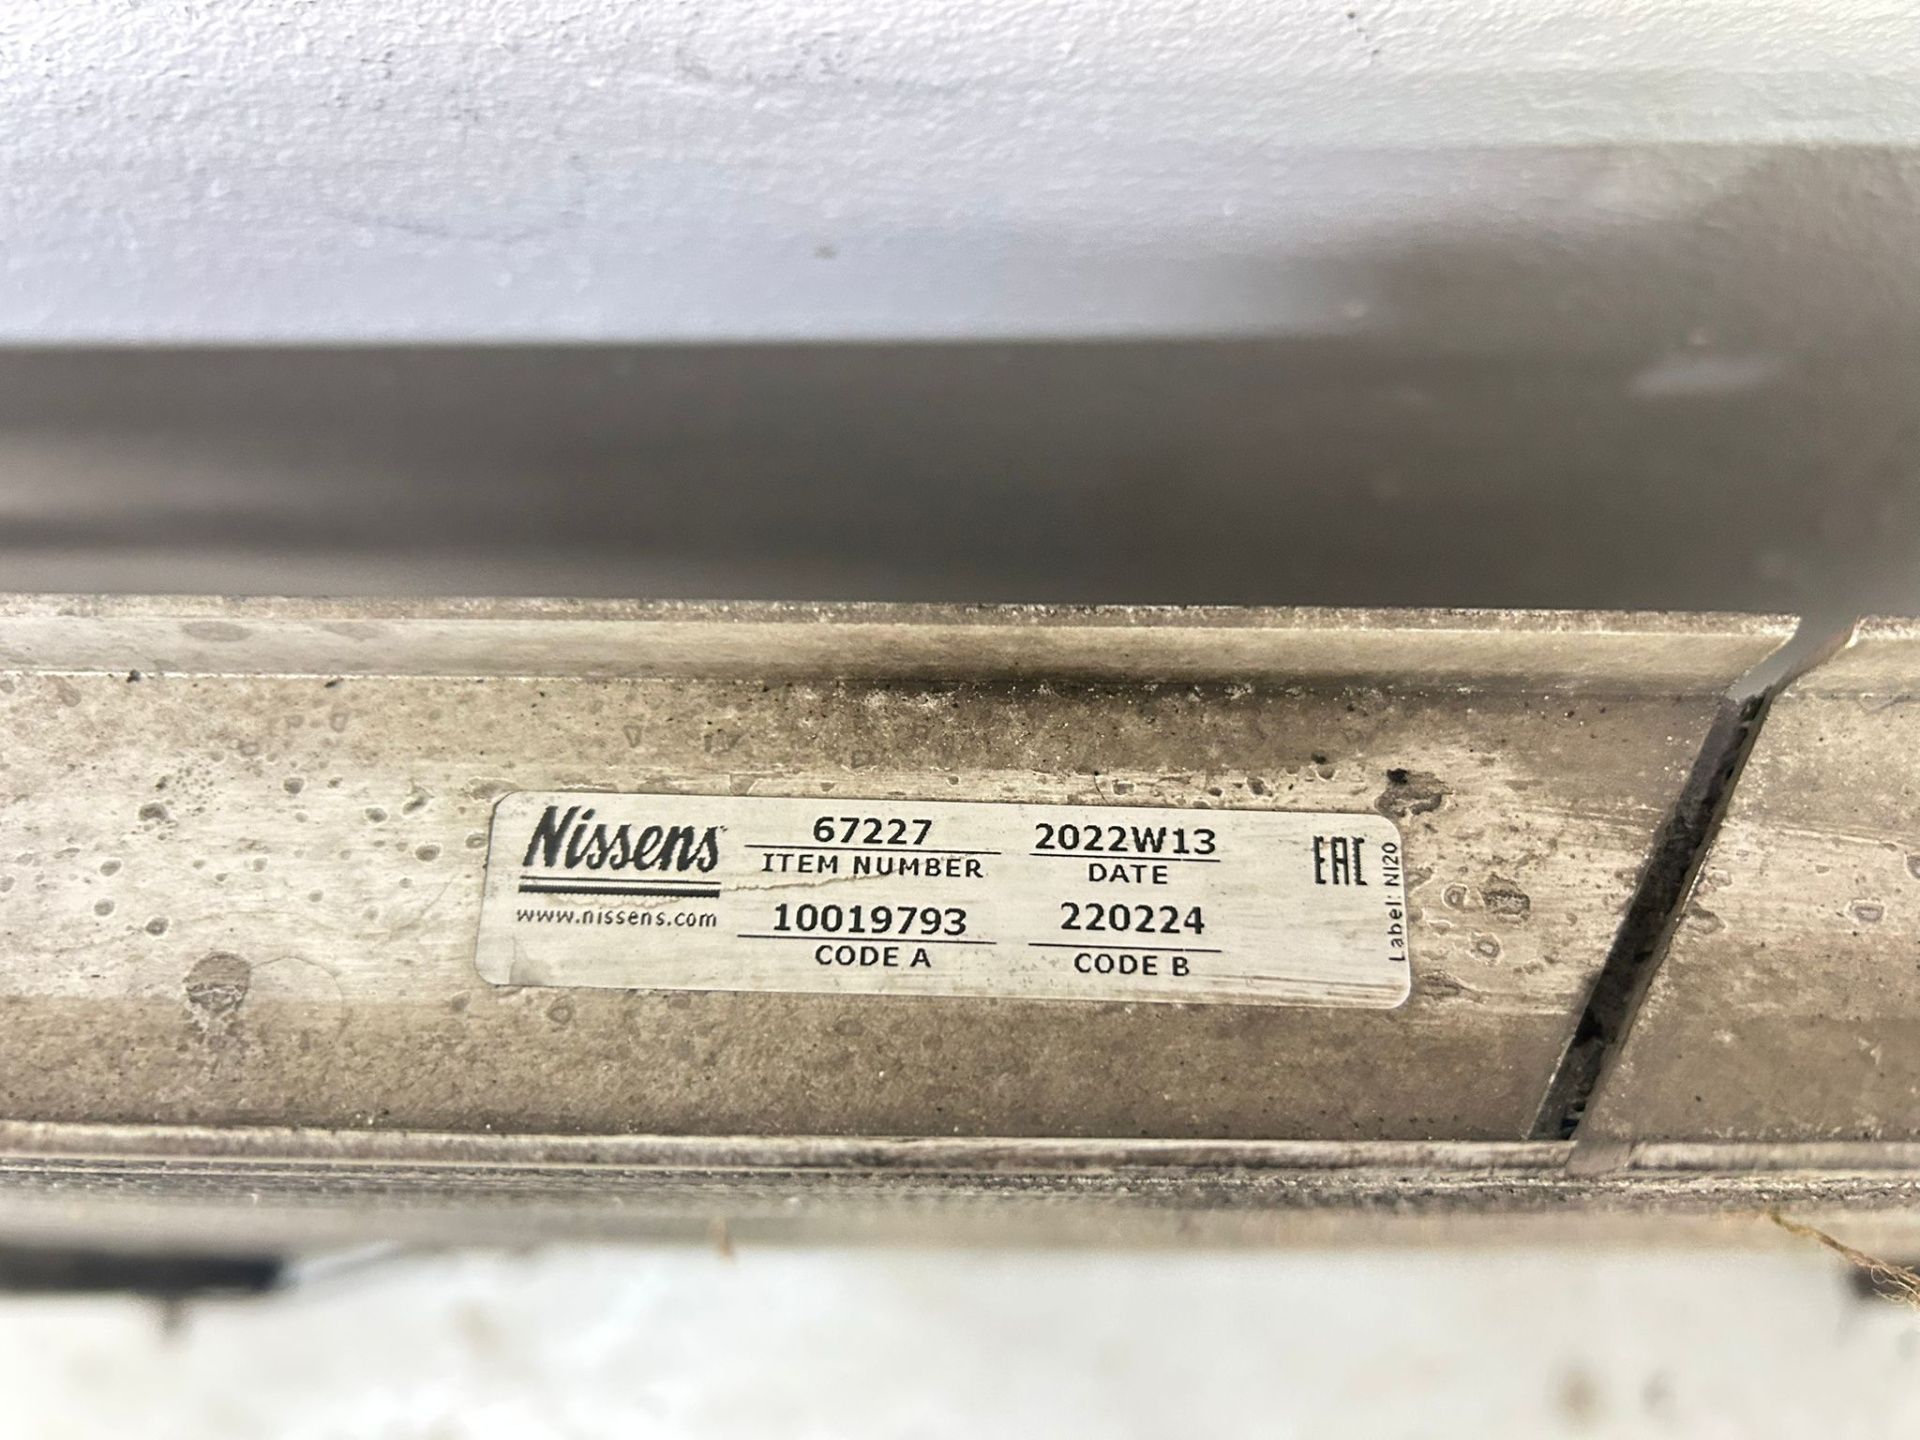 Nissens
www.nissens.com
67227
ITEM NUMBER
2022W13
DATE
10019793
CODE A
220224
CODE B
EAC
Label: NI20